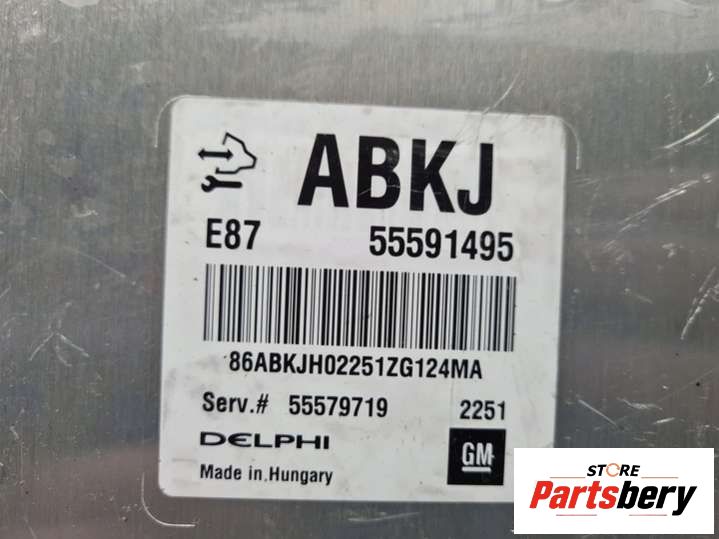 ABKJ
E87 55591495
86ABKJH02251ZG124MA
Serv.# 55579719 2251
DELPHI GM
Made in Hungary
STORE
Partsbery